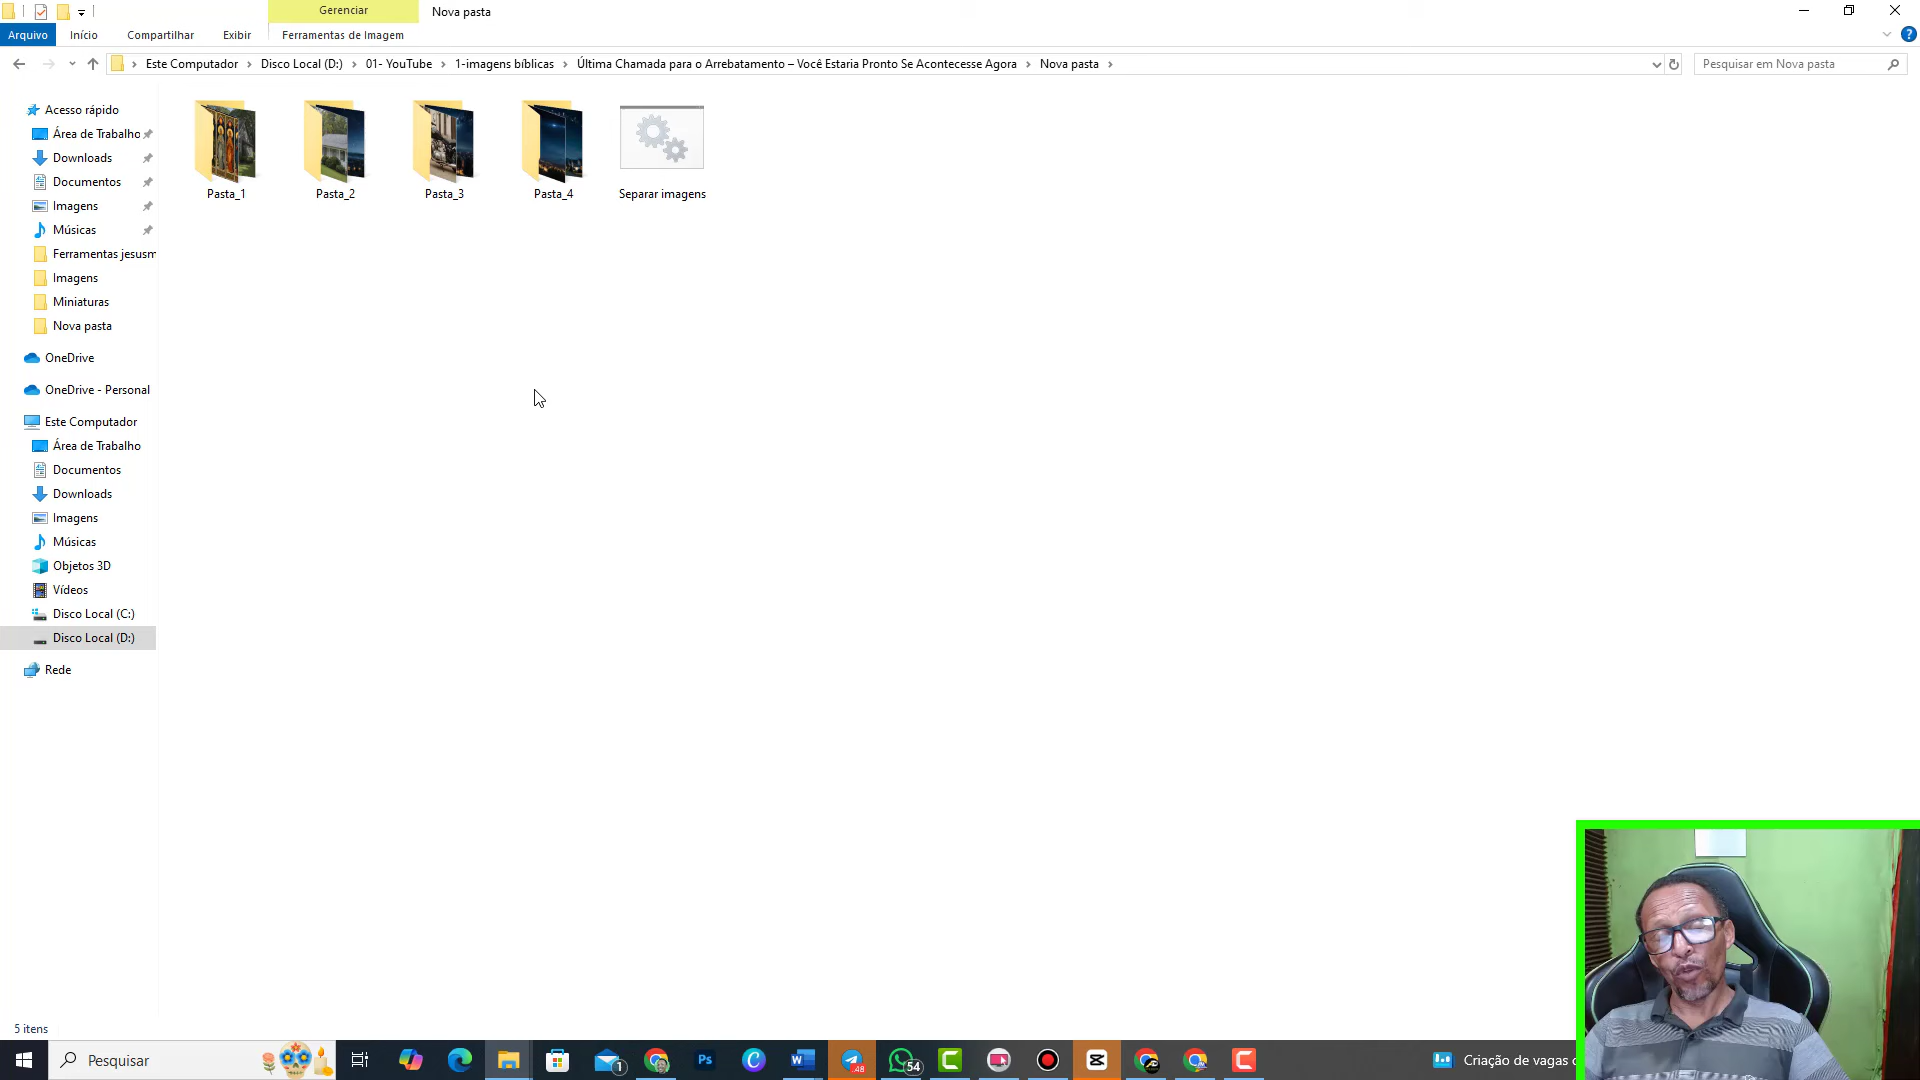 Gerenciar
Nova pasta
Arquivo
Início
Compartilhar
Exibir
Ferramentas de Imagem
Este Computador
Disco Local (D:)
01- YouTube
1-imagens bíblicas
Última Chamada para o Arrebatamento – Você Estaria Pronto Se Acontecesse Agora
Nova pasta
Pesquisar em Nova pasta
Acesso rápido
Área de Trabalho
Downloads
Documentos
Imagens
Músicas
Ferramentas jesusm
Imagens
Miniaturas
Nova pasta
OneDrive
OneDrive - Personal
Este Computador
Área de Trabalho
Documentos
Downloads
Imagens
Músicas
Objetos 3D
Vídeos
Disco Local (C:)
Disco Local (D:)
Rede
Pasta_1
Pasta_2
Pasta_3
Pasta_4
Separar imagens
5 itens
Pesquisar
1
Ps
48
54
Criação de vagas